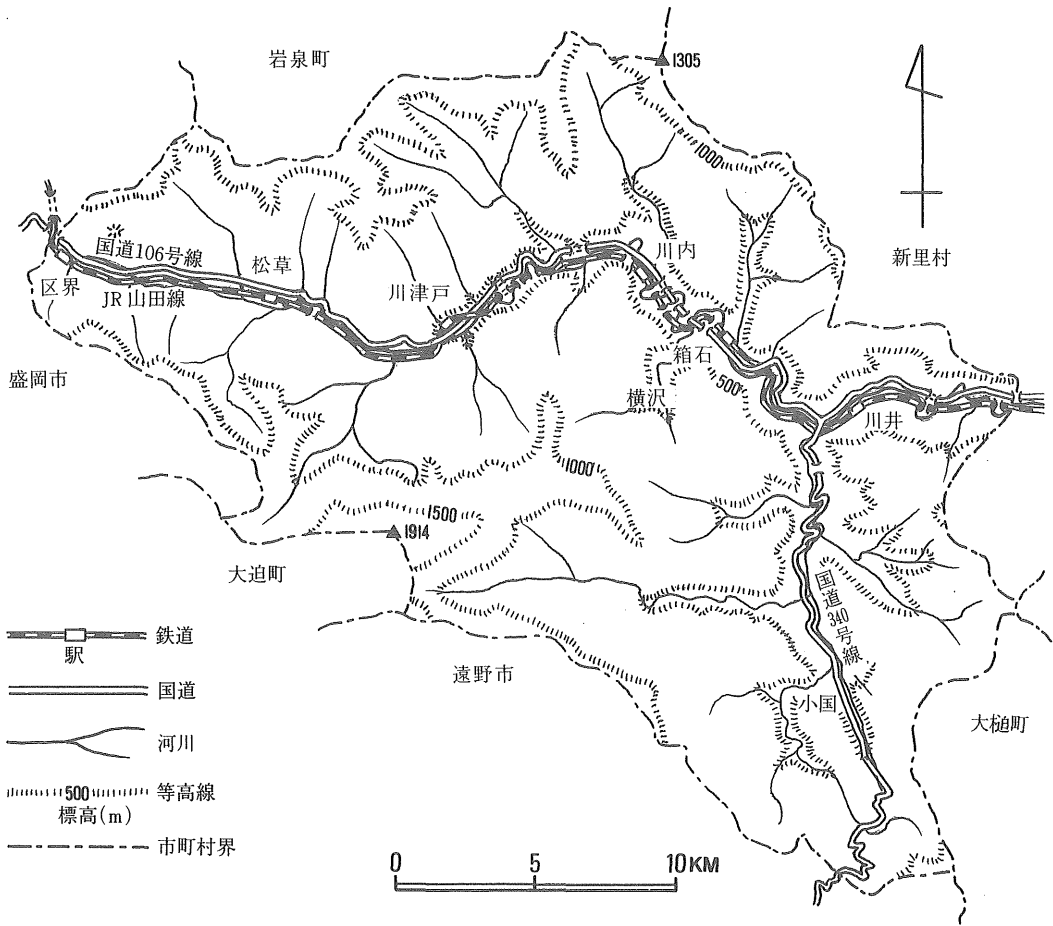 岩泉町
1305
1000
新里村
国道106号線
松草
川内
区界
JR山田線
川津戸
箱石
盛岡市
500
横沢
川井
1000
1500
1914
大迫町
国道340号線
遠野市
小国
大槌町
鉄道
駅
国道
河川
500 等高線
標高(m)
市町村界
0 5 10KM